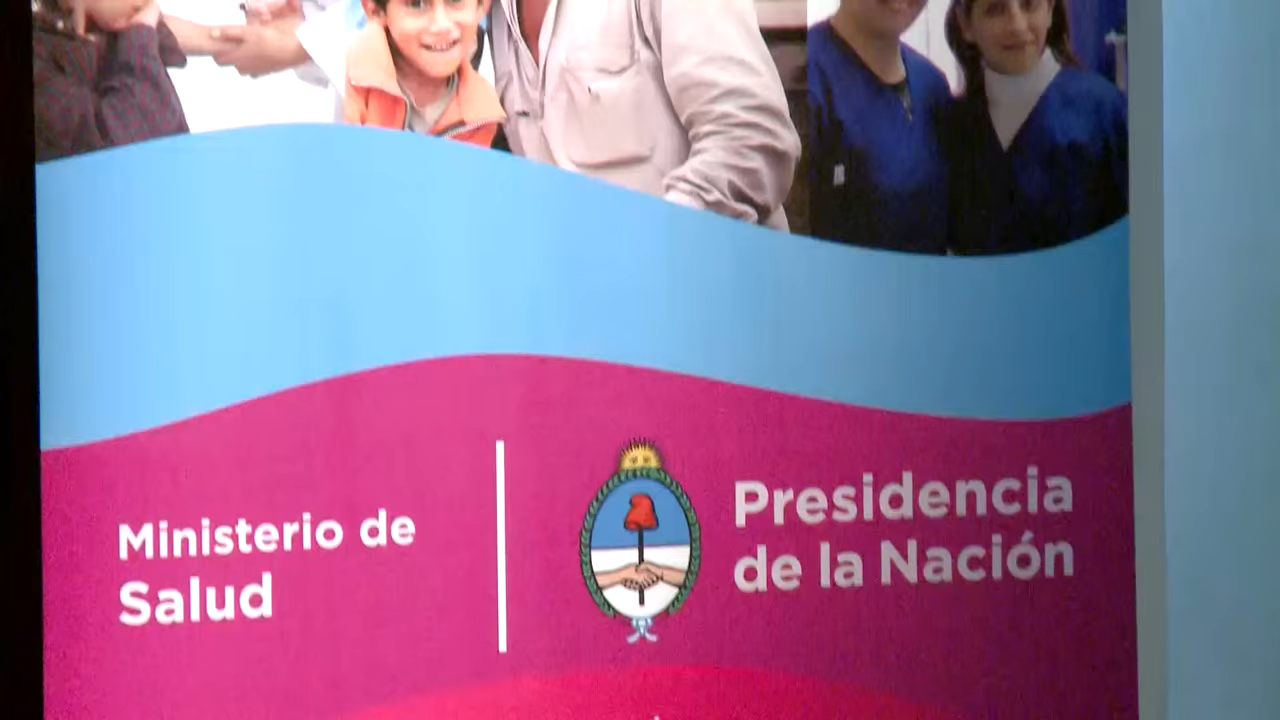 Ministerio de
Salud
Presidencia
de la Nación